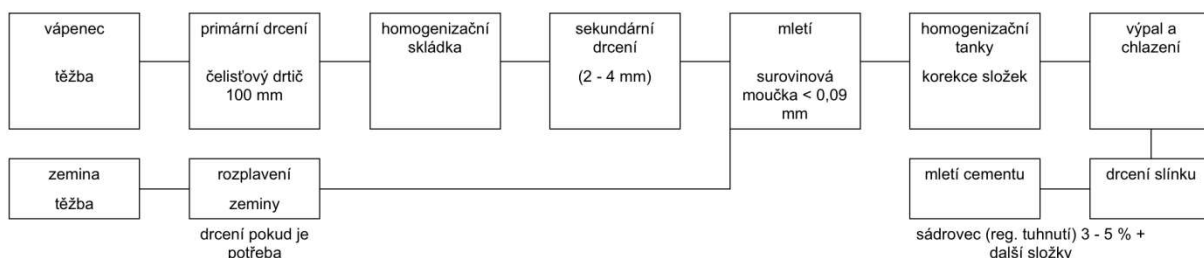 vápenec
těžba
primární drcení
čelisťový drtič
100 mm
homogenizační
skládka
sekundární
drcení
(2 - 4 mm)
mletí
surovinová
moučka < 0,09
mm
homogenizační
tanky
korekce složek
výpal a
chlazení
zemina
těžba
rozplavení
zeminy
drcení pokud je
potřeba
mletí cementu
drcení slínku
sádrovec (reg. tuhnutí) 3 - 5 % +
další složky